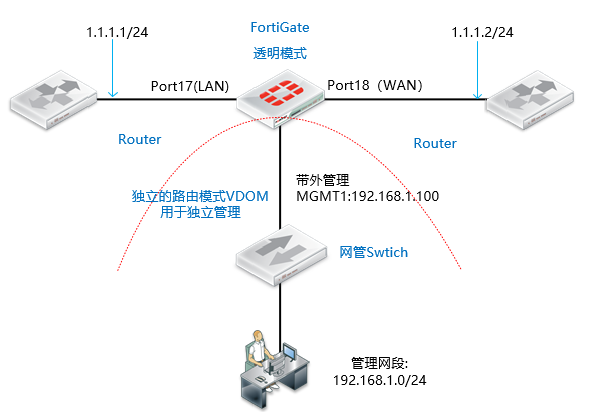 1.1.1.1/24
FortiGate
透明模式
1.1.1.2/24
Port17(LAN)
Port18（WAN）
Router
Router
独立的路由模式VDOM
用于独立管理
带外管理
MGMT1:192.168.1.100
网管Swtich
管理网段:
192.168.1.0/24